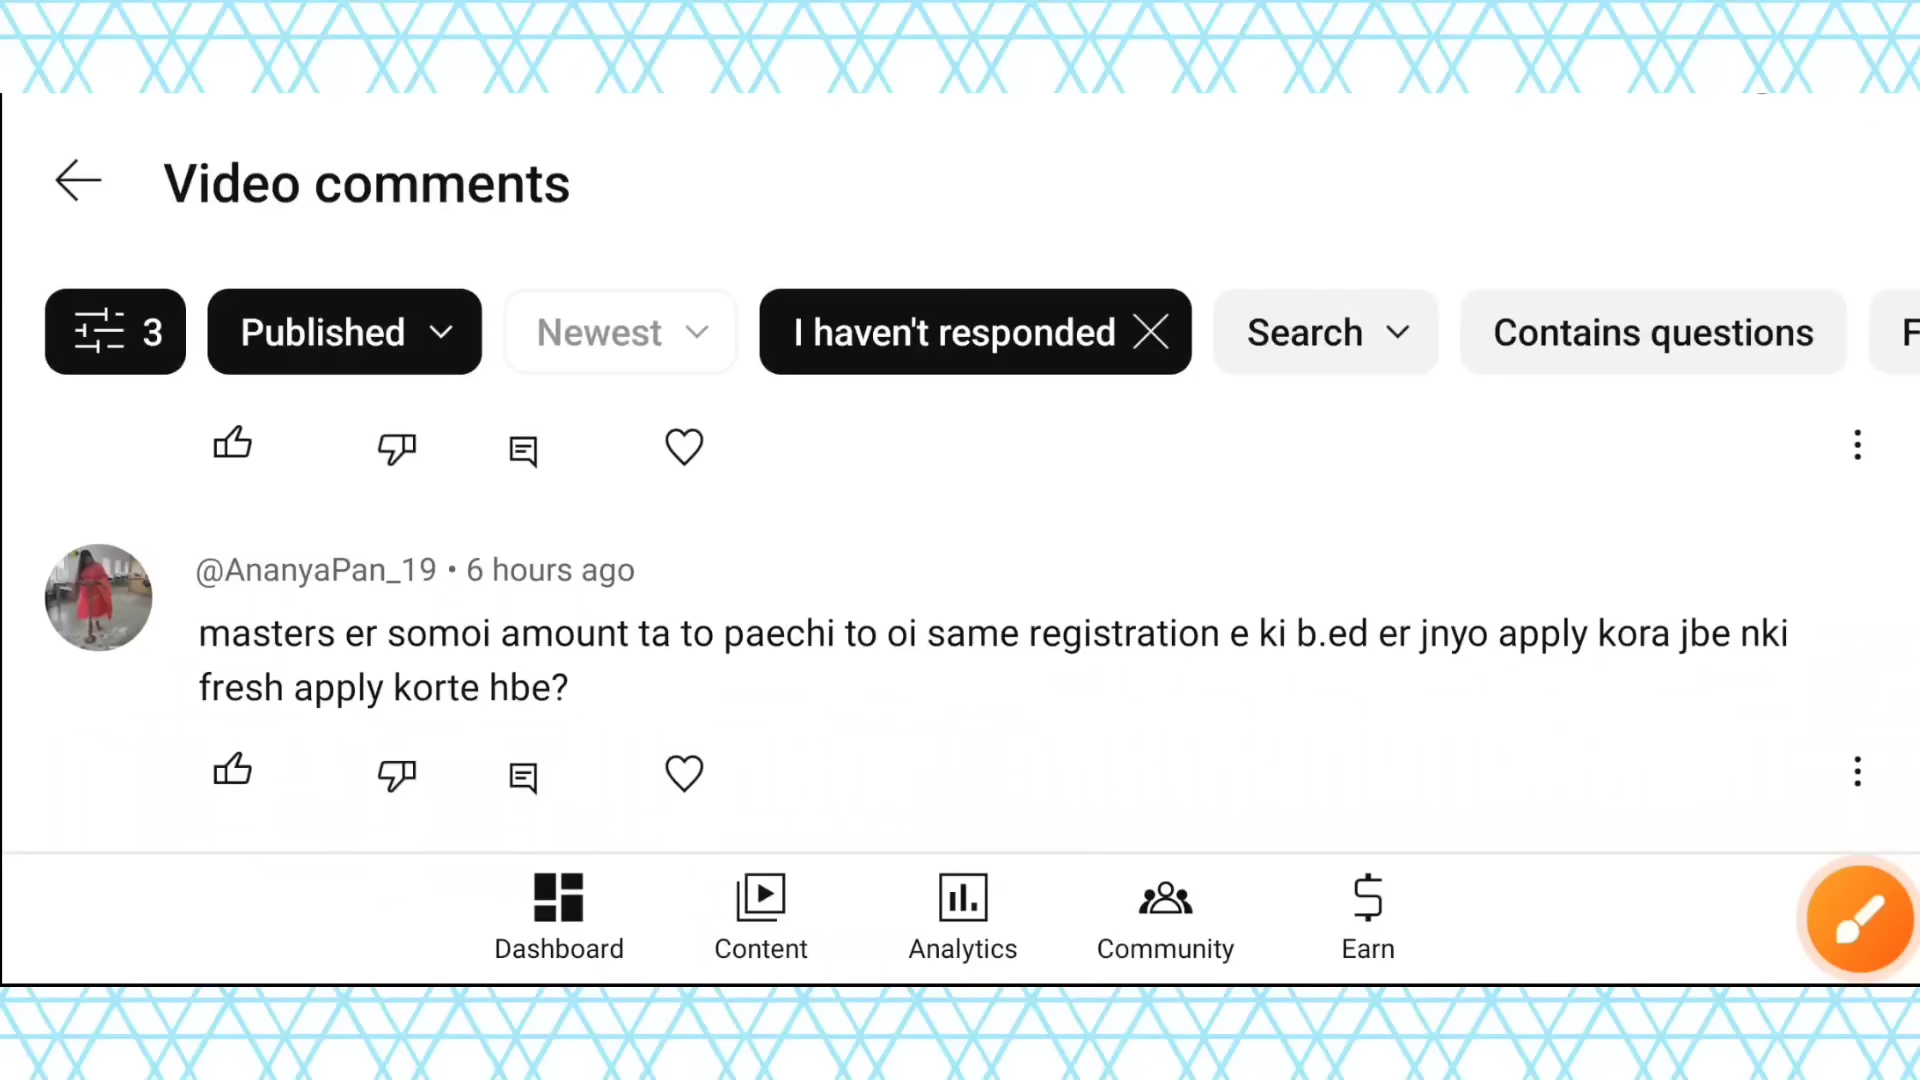 Video comments
3
Published
Newest
I haven't responded
Search
Contains questions
F
@AnanyaPan_19 • 6 hours ago
masters er somoi amount ta to paechi to oi same registration e ki b.ed er jnyo apply kora jbe nki
fresh apply korte hbe?
Dashboard
Content
Analytics
Community
Earn